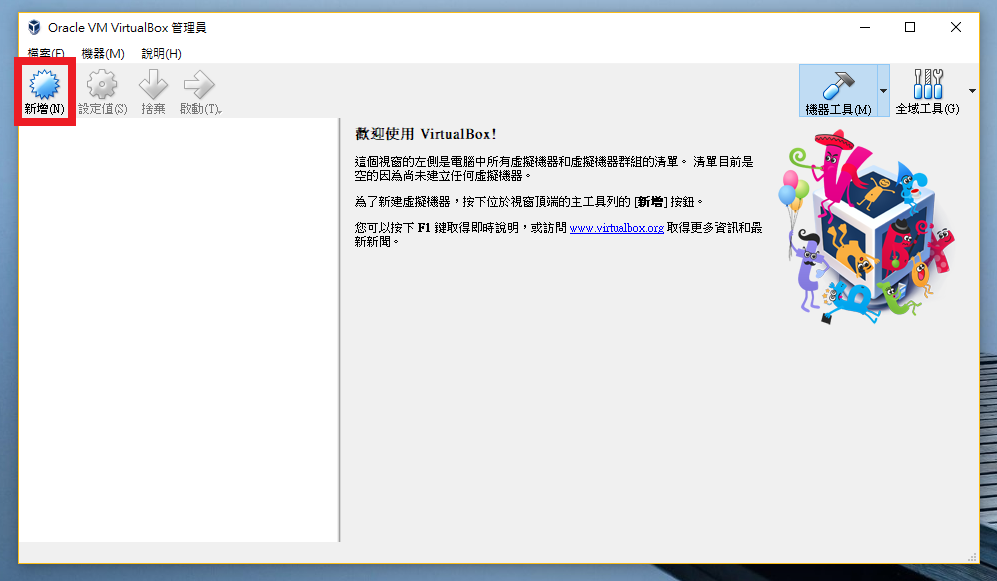 Oracle VM VirtualBox 管理員
檔案(F) 機器(M) 說明(H)
新增(N) 設定值(S) 捨棄 啟動(T) 機器工具(M) 全域工具(G)
歡迎使用 VirtualBox!
這個視窗的左側是電腦中所有虛擬機器和虛擬機器群組的清單。 清單目前是
空的因為尚未建立任何虛擬機器。
為了新建虛擬機器，按下位於視窗頂端的主工具列的 [新增] 按鈕。
您可以按下 F1 鍵取得即時說明，或訪問 www.virtualbox.org 取得更多資訊和最
新新聞。